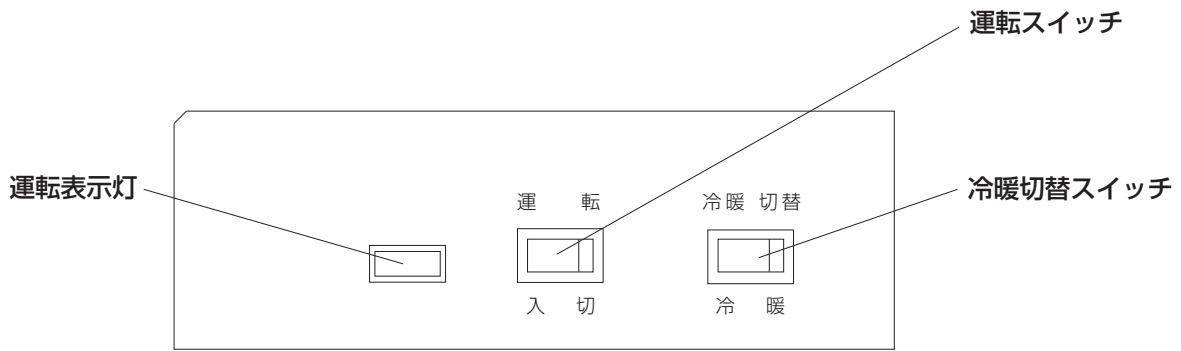 運転スイッチ
運転表示灯
冷暖切替スイッチ
運 転
冷暖 切替
入 切
冷 暖